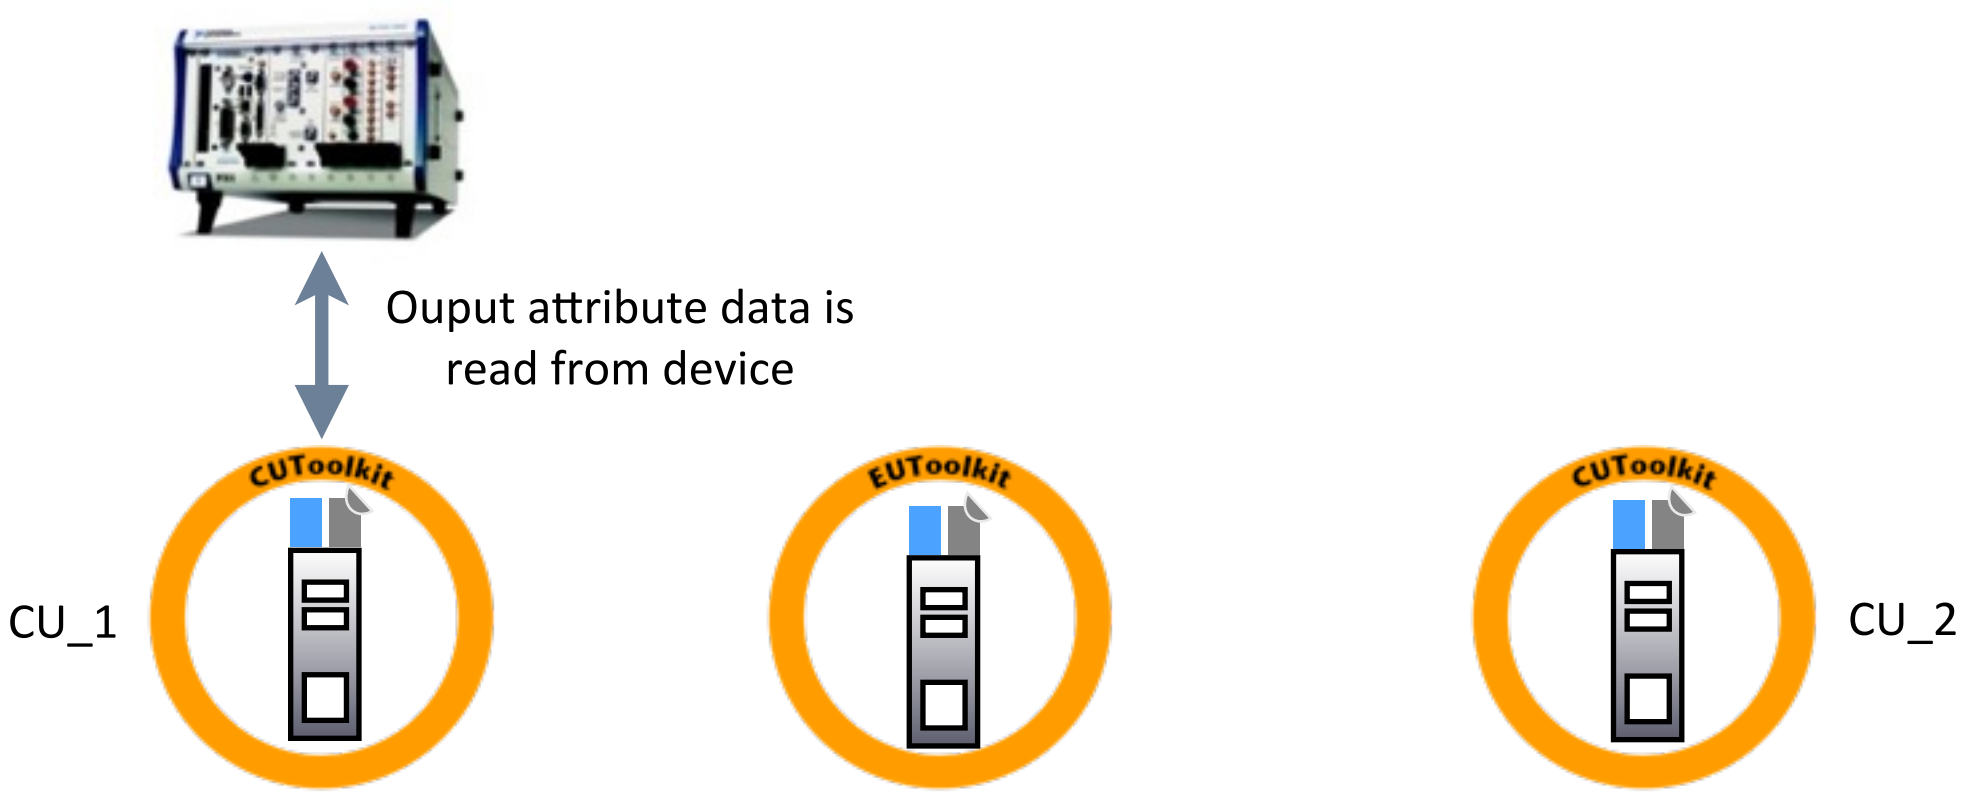 Ouput attribute data is
read from device
CUToolkit
EUToolkit
CUToolkit
CU_1
CU_2